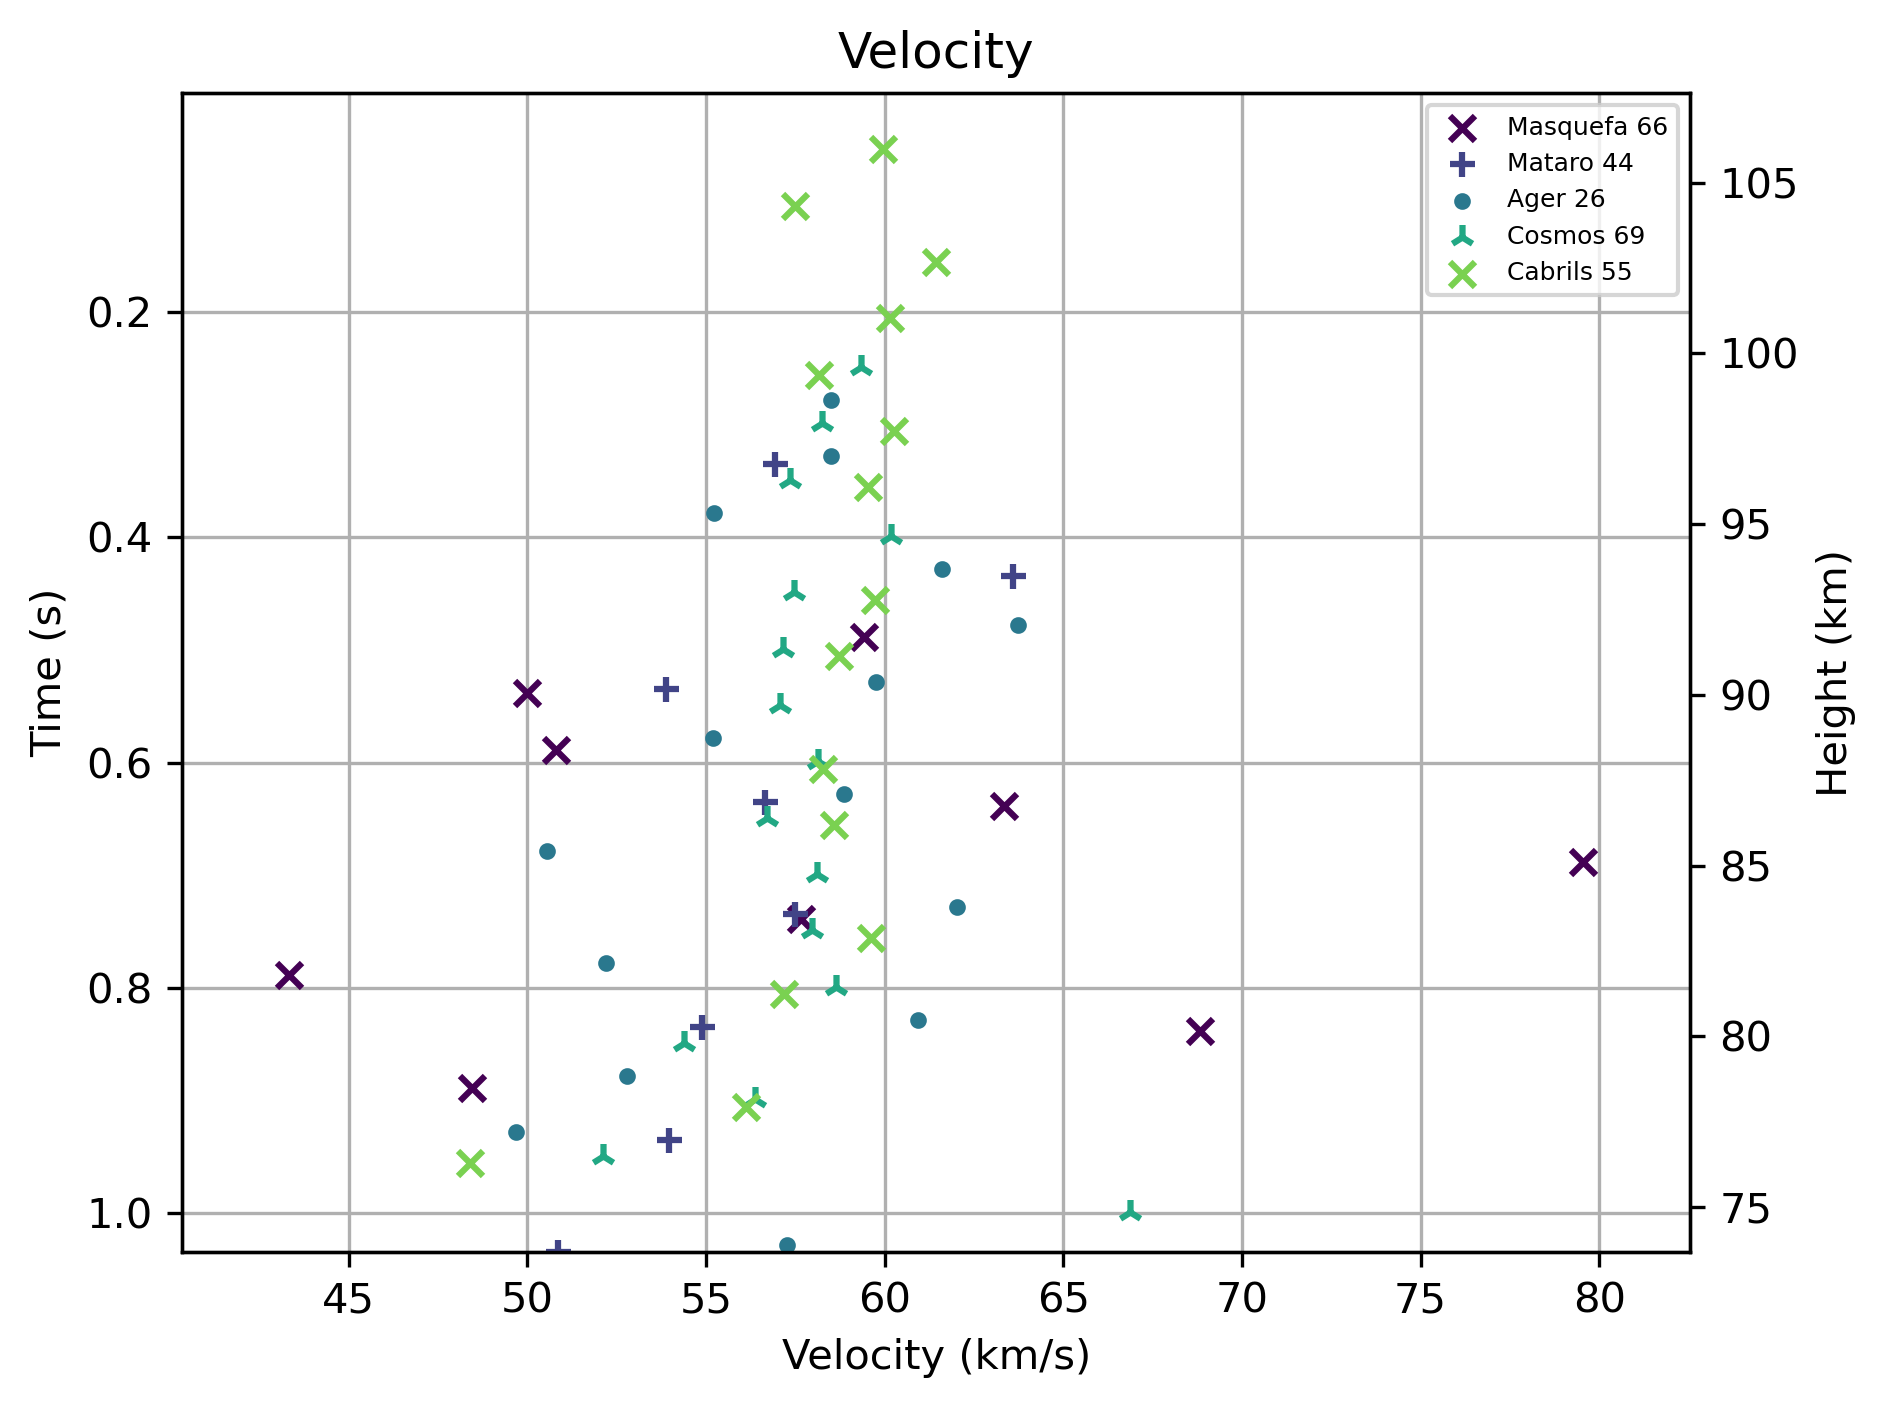 Velocity
Masquefa 66
Mataro 44
Ager 26
Cosmos 69
Cabrils 55
0.2
0.4
0.6
0.8
1.0
Time (s)
105
100
95
90
85
80
75
Height (km)
45 50 55 60 65 70 75 80
Velocity (km/s)